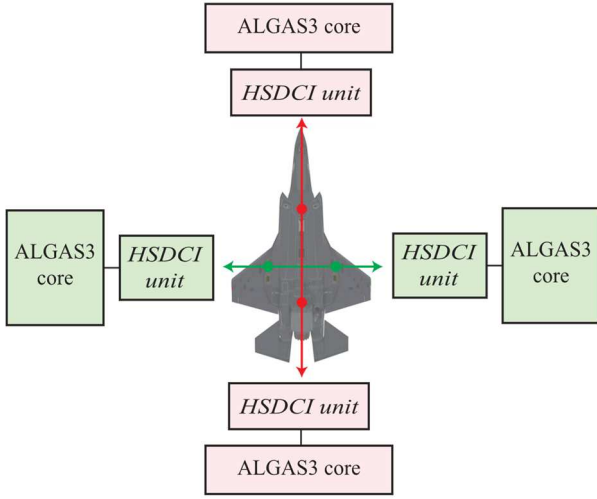 ALGAS3 core
HSDCI unit
ALGAS3
core
HSDCI
unit
HSDCI
unit
ALGAS3
core
HSDCI unit
ALGAS3 core